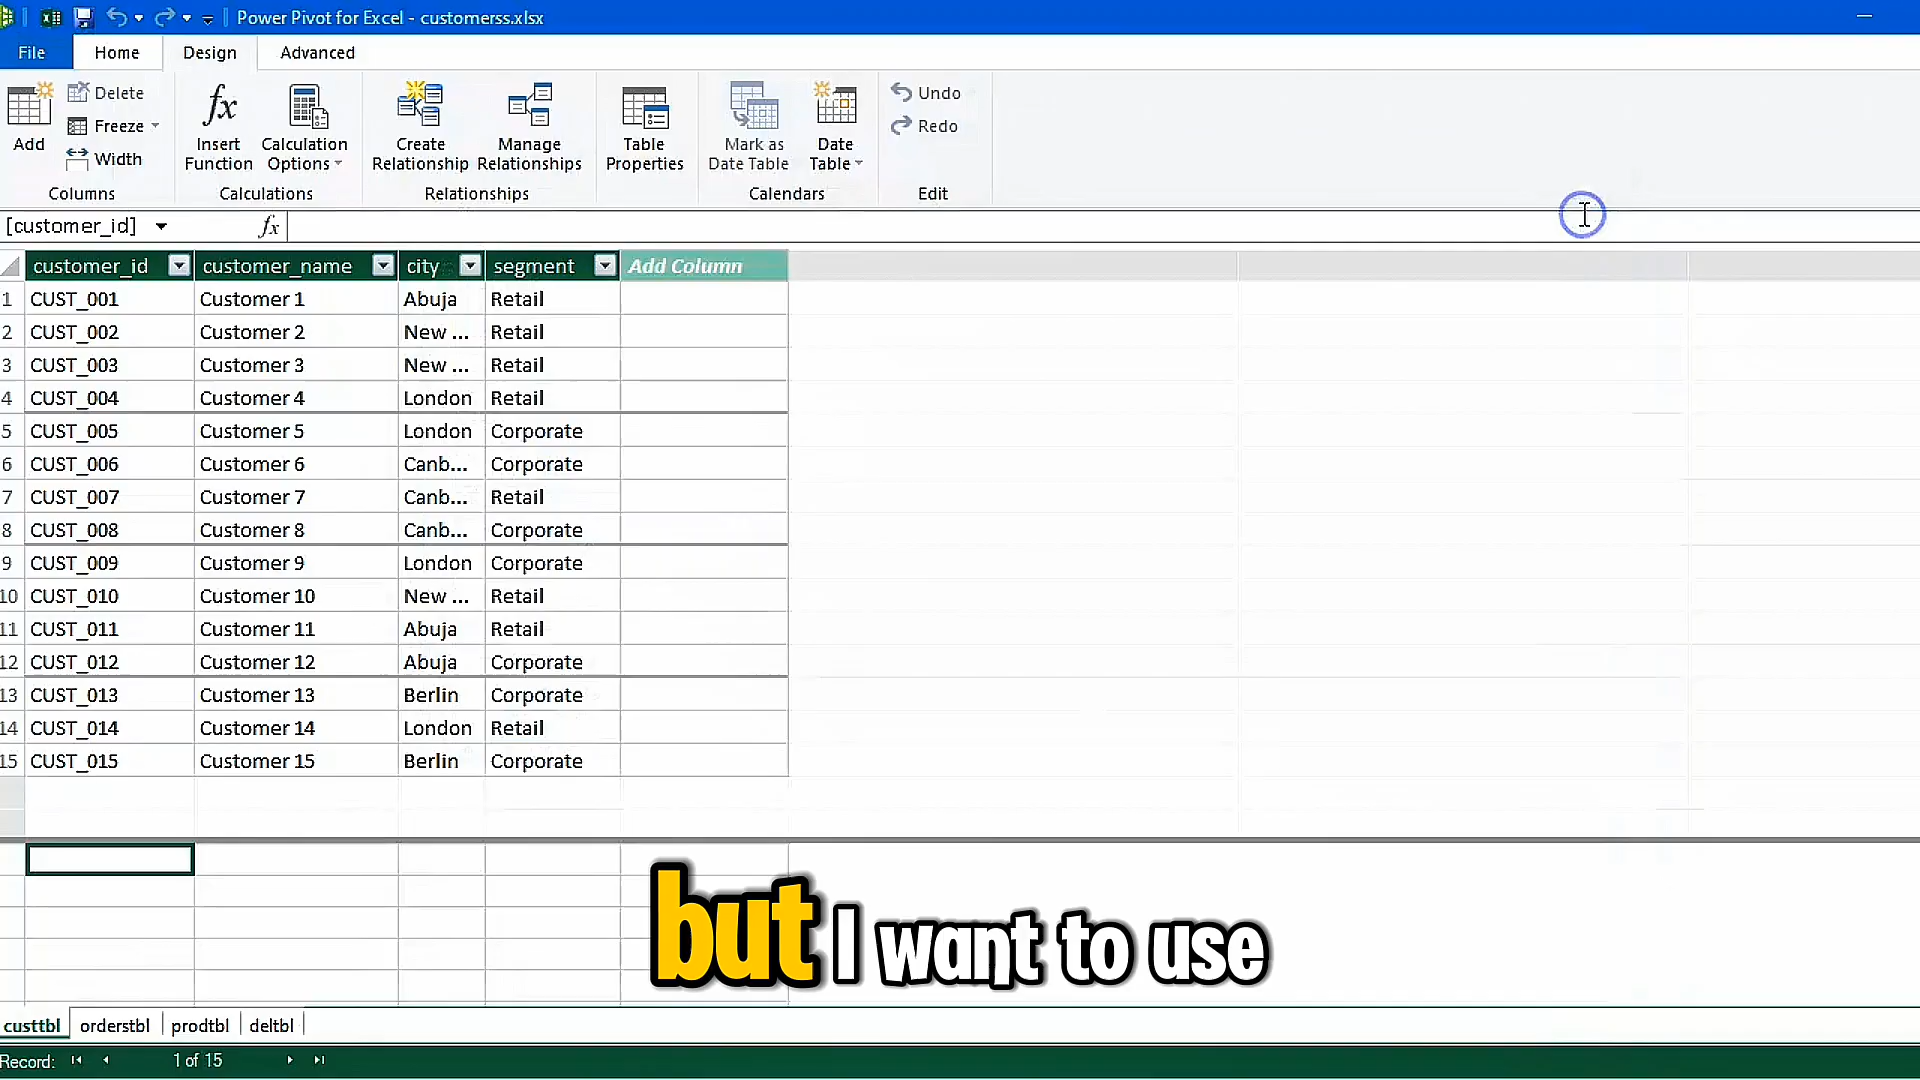 Power Pivot for Excel - customerss.xlsx
File Home Design Advanced
Add
Delete
Freeze
Width
Columns
fx
Insert Function
Calculation Options
Calculations
Create Relationship
Manage Relationships
Relationships
Table Properties
Mark as Date Table
Date Table
Calendars
Undo
Redo
Edit
[customer_id] fx
customer_id customer_name city segment Add Column
1 CUST_001 Customer 1 Abuja Retail
2 CUST_002 Customer 2 New ... Retail
3 CUST_003 Customer 3 New ... Retail
4 CUST_004 Customer 4 London Retail
5 CUST_005 Customer 5 London Corporate
6 CUST_006 Customer 6 Canb... Corporate
7 CUST_007 Customer 7 Canb... Retail
8 CUST_008 Customer 8 Canb... Corporate
9 CUST_009 Customer 9 London Corporate
10 CUST_010 Customer 10 New ... Retail
11 CUST_011 Customer 11 Abuja Retail
12 CUST_012 Customer 12 Abuja Corporate
13 CUST_013 Customer 13 Berlin Corporate
14 CUST_014 Customer 14 London Retail
15 CUST_015 Customer 15 Berlin Corporate
but I want to use
custtbl orderstbl prodtbl deltbl
Record: 1 of 15